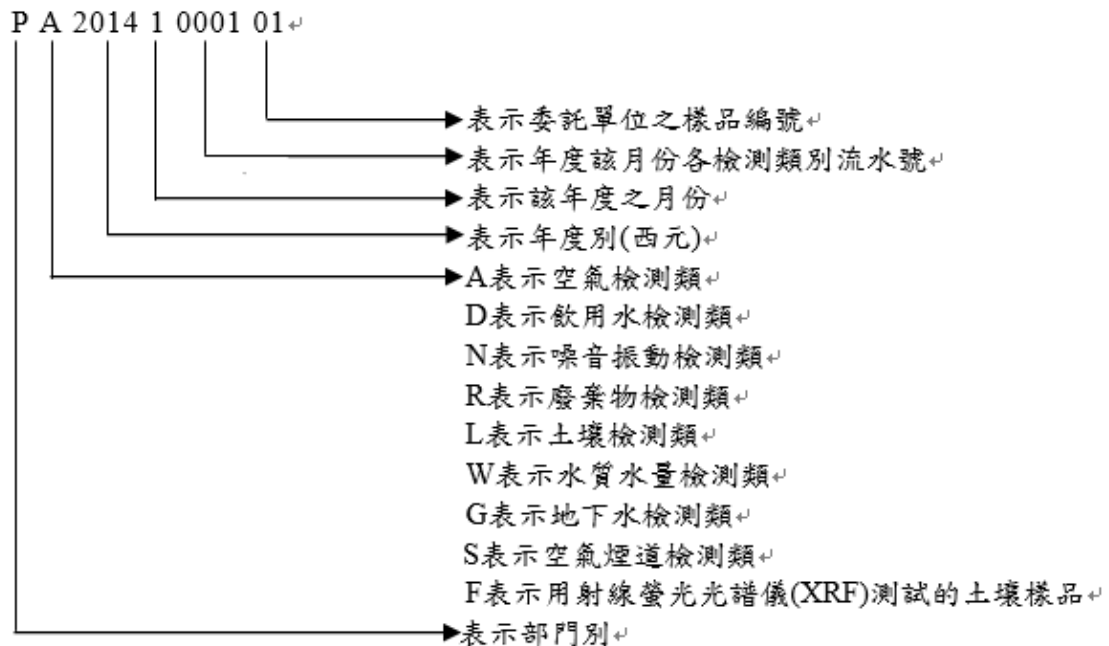 P A 2014 1 0001 01↵
表示委託單位之樣品編號↵
表示年度該月份各檢測類別流水號↵
表示該年度之月份↵
表示年度別(西元)↵
A表示空氣檢測類↵
D表示飲用水檢測類↵
N表示噪音振動檢測類↵
R表示廢棄物檢測類↵
L表示土壤檢測類↵
W表示水質水量檢測類↵
G表示地下水檢測類↵
S表示空氣煙道檢測類↵
F表示用射線螢光光譜儀(XRF)測試的土壤樣品↵
表示部門別↵